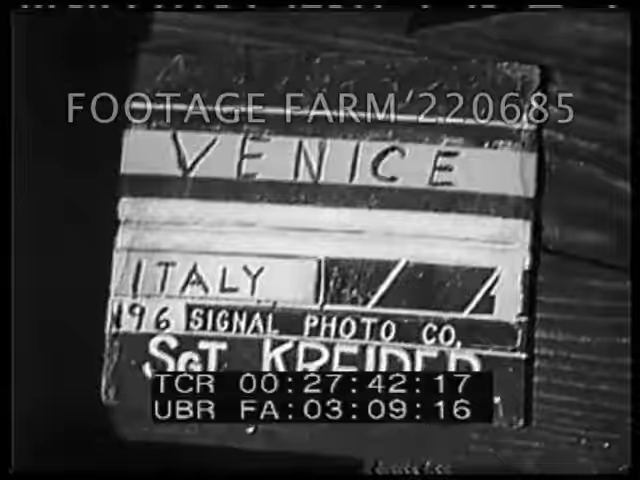 FOOTAGE FARM 220685
VENICE
ITALY / /
196 SIGNAL PHOTO CO.
SGT KREIDER
TCR 00:27:42:17
UBR FA:03:09:16